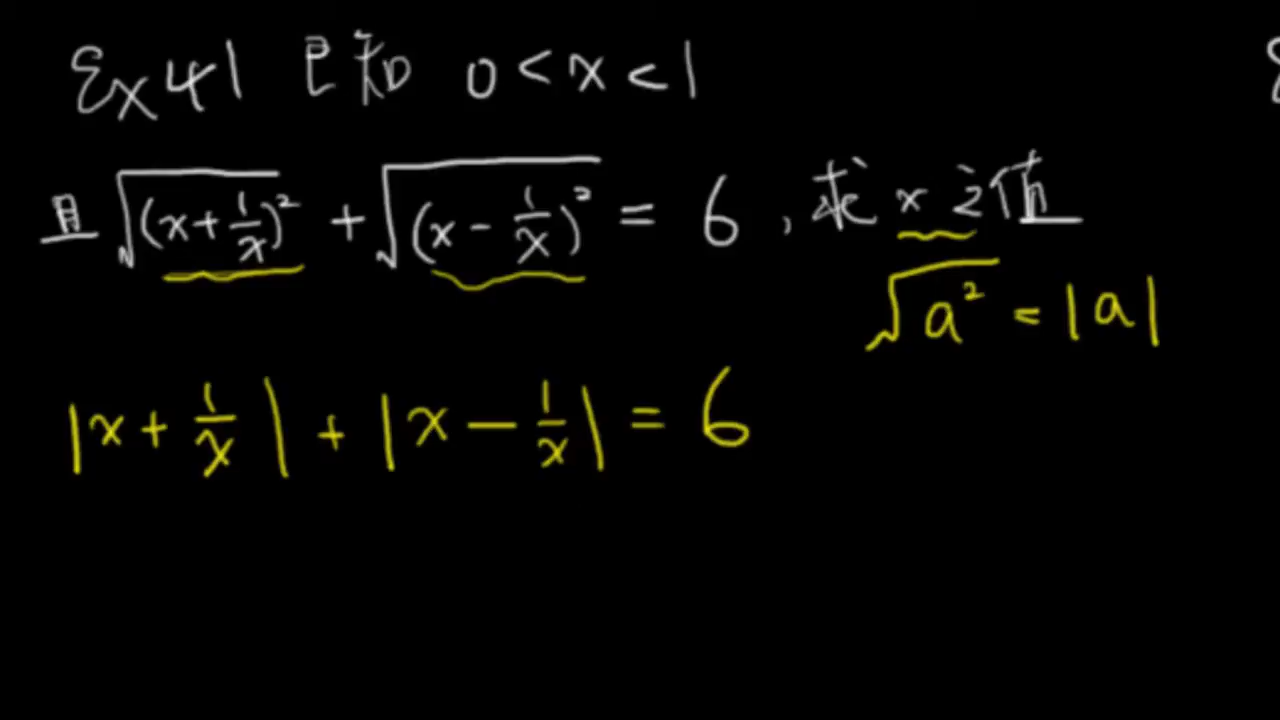 Ex41 已知 0 < x < 1
且 √(x + 1/x)² + √(x - 1/x)² = 6 , 求 x 之值
√a² = |a|
|x + 1/x| + |x - 1/x| = 6